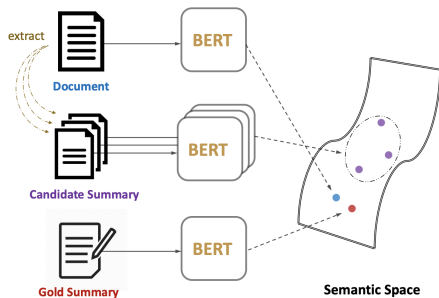 extract
BERT
Document
BERT
Candidate Summary
BERT
Gold Summary
Semantic Space